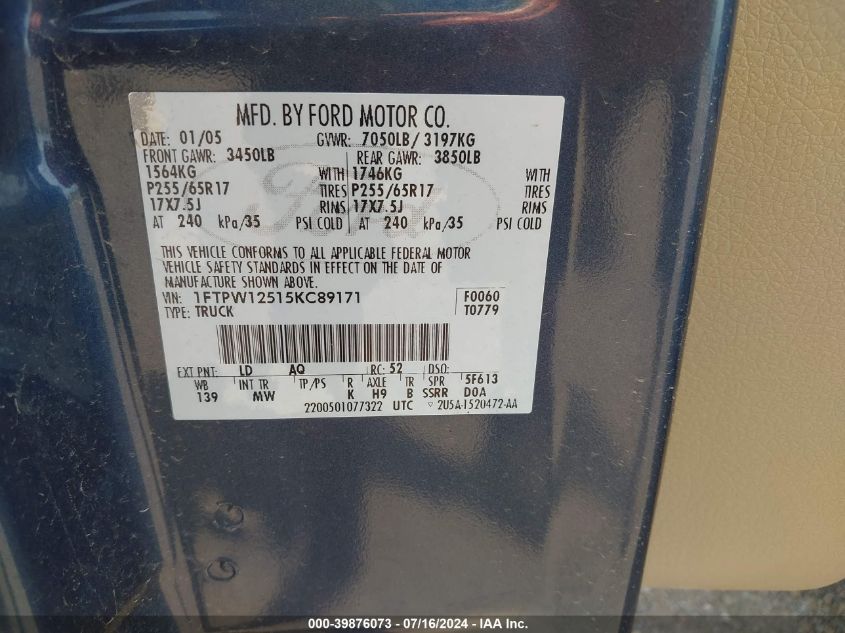 MFD. BY FORD MOTOR CO.
DATE: 01/05 GVWR: 7050LB/ 3197KG
FRONT GAWR: 3450LB REAR GAWR: 3850LB
1564KG WITH 1746KG WITH
P255/65R17 TIRES P255/65R17 TIRES
17X7.5J RIMS 17X7.5J RIMS
AT 240 kPa/35 PSI COLD AT 240 kPa/35 PSI COLD
Ford
THIS VEHICLE CONFORMS TO ALL APPLICABLE FEDERAL MOTOR
VEHICLE SAFETY STANDARDS IN EFFECT ON THE DATE OF
MANUFACTURE SHOWN ABOVE.
VIN: 1FTPW12515KC89171 F0060
TYPE: TRUCK T0779
EXT PNT: LD AQ RC: 52 DSO:
WB INT TR TP/PS R AXLE TR SPR 5F613
139 MW K H9 B SSRR DOA
2200501077322 UTC ▽ 2U5A-1520472-AA
000-39876073 - 07/16/2024 - IAA Inc.